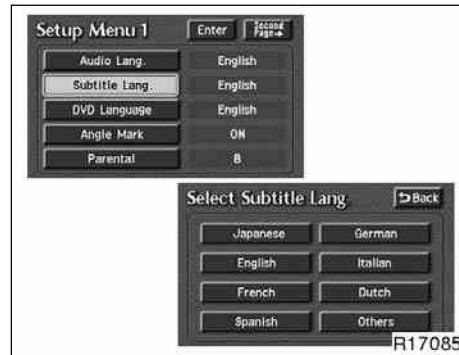 Setup Menu 1 Enter Second Page→
Audio Lang. English
Subtitle Lang. English
DVD Language English
Angle Mark ON
Parental 8
Select Subtitle Lang. Back
Japanese German
English Italian
French Dutch
Spanish Others
R17085